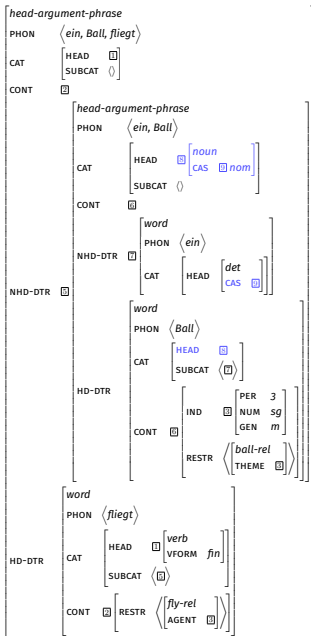 head-argument-phrase
PHON ⟨ein, Ball, fliegt⟩
CAT [HEAD 1
SUBCAT ⟨⟩]
CONT 2
head-argument-phrase
PHON ⟨ein, Ball⟩
CAT [HEAD 8 [noun
CAS 9 nom]
SUBCAT ⟨⟩]
CONT 6
word
PHON ⟨ein⟩
NHD-DTR 7
CAT [HEAD [det
CAS 9]]
NHD-DTR 5
word
PHON ⟨Ball⟩
CAT [HEAD 8
SUBCAT ⟨7⟩]
HD-DTR
CONT 6 [IND 3 [PER 3
NUM sg
GEN m]
RESTR ⟨[ball-rel
THEME 3]⟩]
word
PHON ⟨fliegt⟩
HD-DTR
CAT [HEAD 1 [verb
VFORM fin]
SUBCAT ⟨5⟩]
CONT 2 [RESTR ⟨[fly-rel
AGENT 3]⟩]